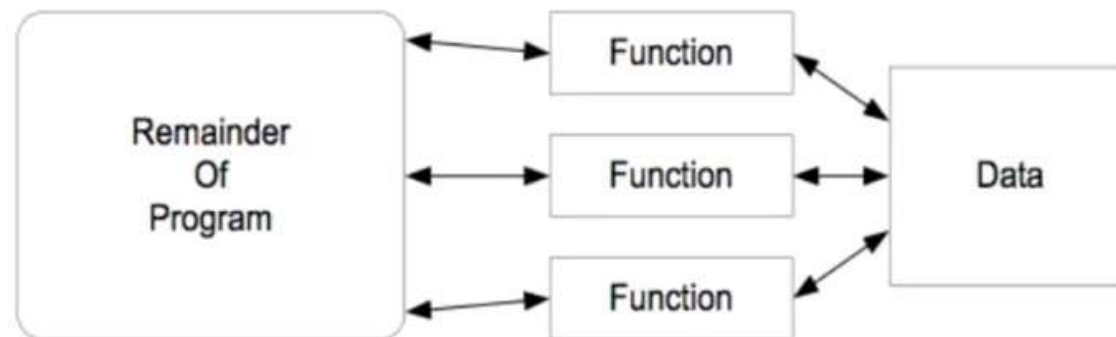 Remainder
Of
Program
Function
Function
Function
Data